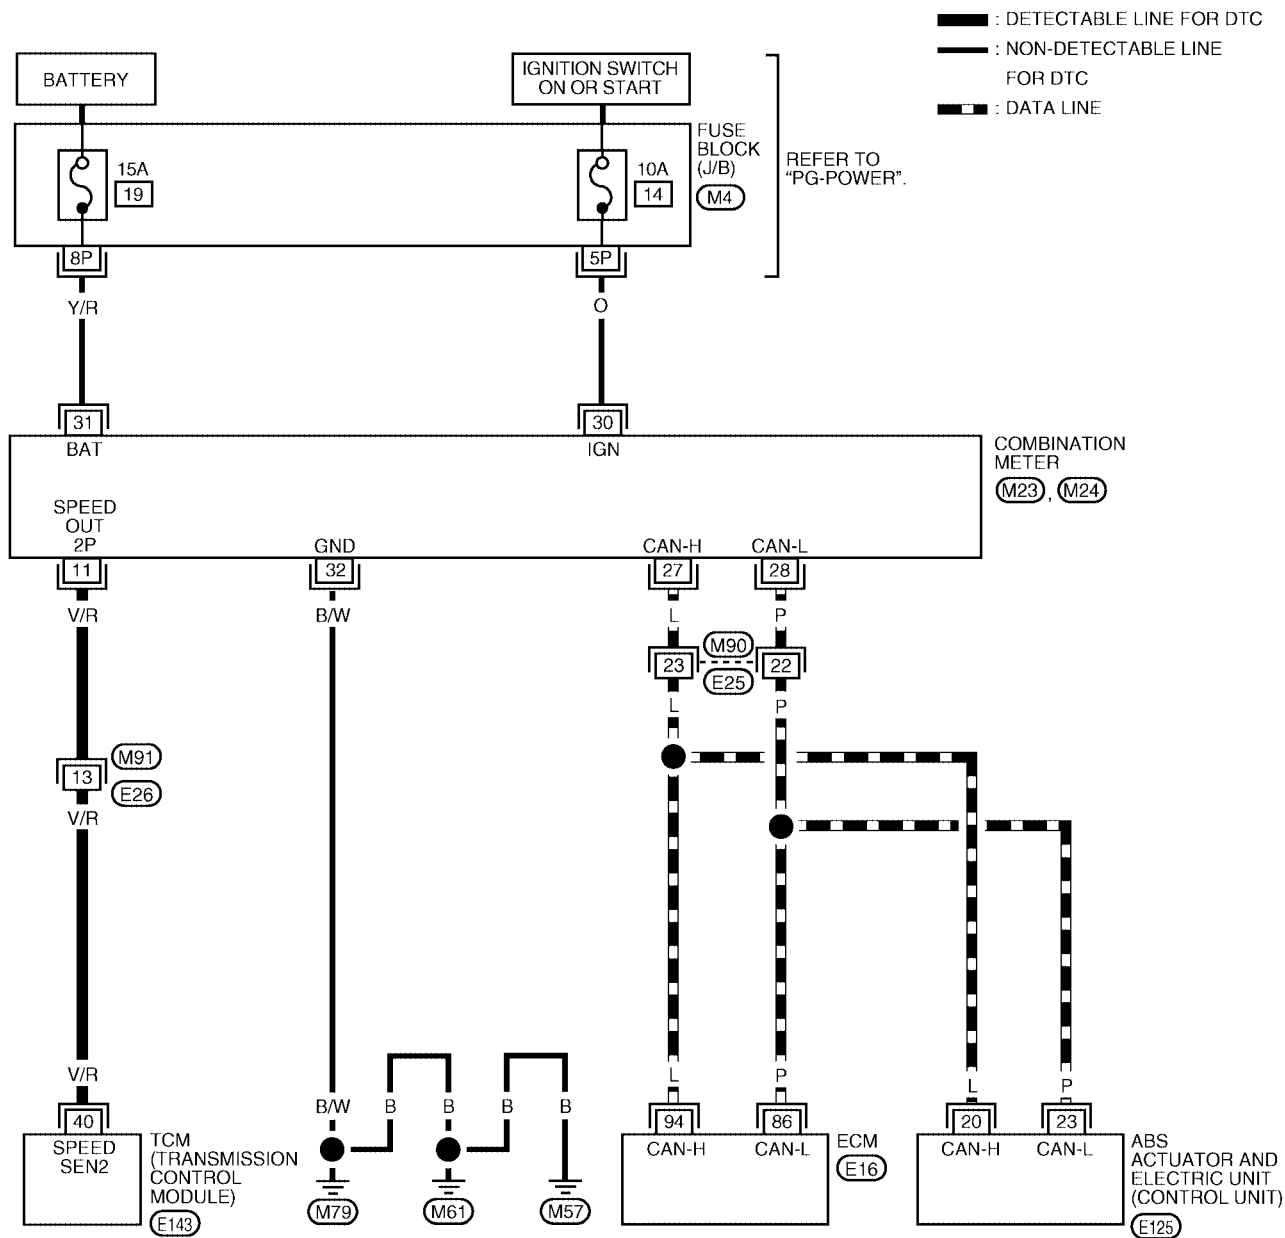 : DETECTABLE LINE FOR DTC
: NON-DETECTABLE LINE
FOR DTC
: DATA LINE
BATTERY
IGNITION SWITCH
ON OR START
FUSE
BLOCK
(J/B)
M4
REFER TO
“PG-POWER”.
15A
19
10A
14
8P
5P
Y/R
O
31
30
BAT
IGN
COMBINATION
METER
M23 , M24
SPEED
OUT
2P
GND
CAN-H
CAN-L
11
32
27
28
V/R
B/W
L
P
M90
23
22
E25
L
P
M91
13
E26
V/R
V/R
L
P
L
P
B/W
B
B
B
B
40
94
86
20
23
SPEED
SEN2
TCM
(TRANSMISSION
CONTROL
MODULE)
E143
M79
M61
M57
CAN-H
CAN-L
ECM
E16
CAN-H
CAN-L
ABS
ACTUATOR AND
ELECTRIC UNIT
(CONTROL UNIT)
E125